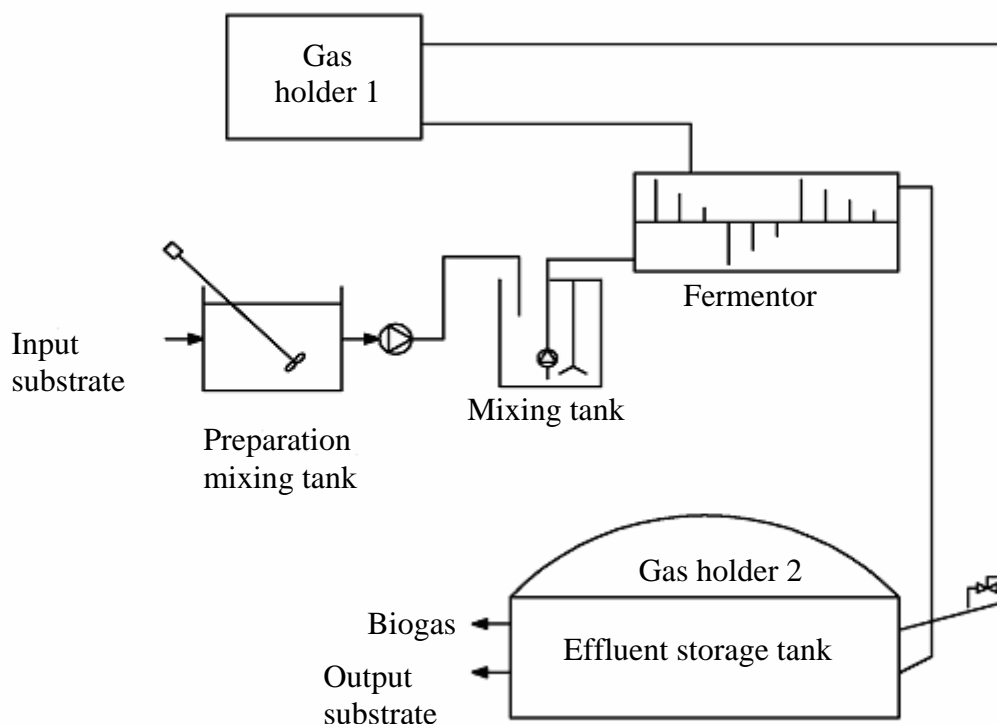 Gas
holder 1
Fermentor
Input
substrate
Mixing tank
Preparation
mixing tank
Gas holder 2
Biogas
Effluent storage tank
Output
substrate